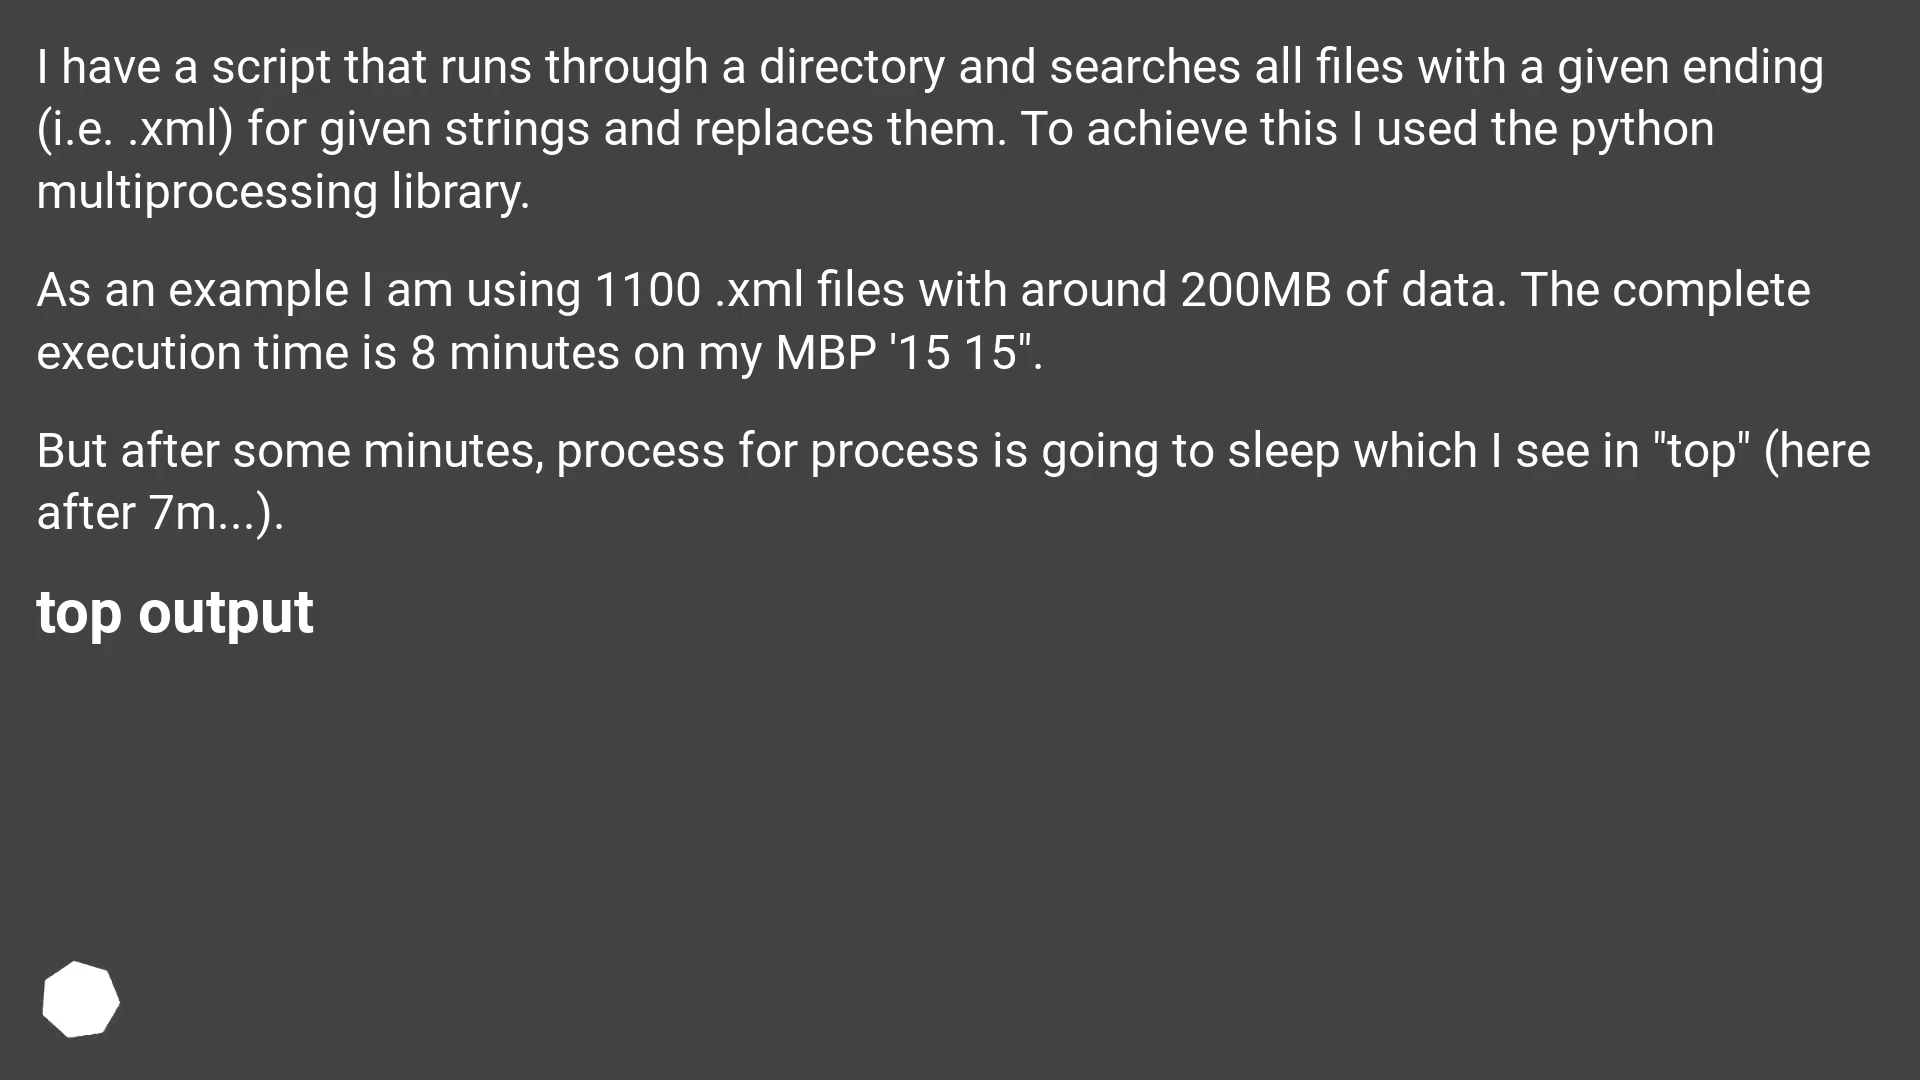 I have a script that runs through a directory and searches all files with a given ending
(i.e. .xml) for given strings and replaces them. To achieve this I used the python
multiprocessing library.
As an example I am using 1100 .xml files with around 200MB of data. The complete
execution time is 8 minutes on my MBP '15 15".
But after some minutes, process for process is going to sleep which I see in "top" (here
after 7m...).
top output